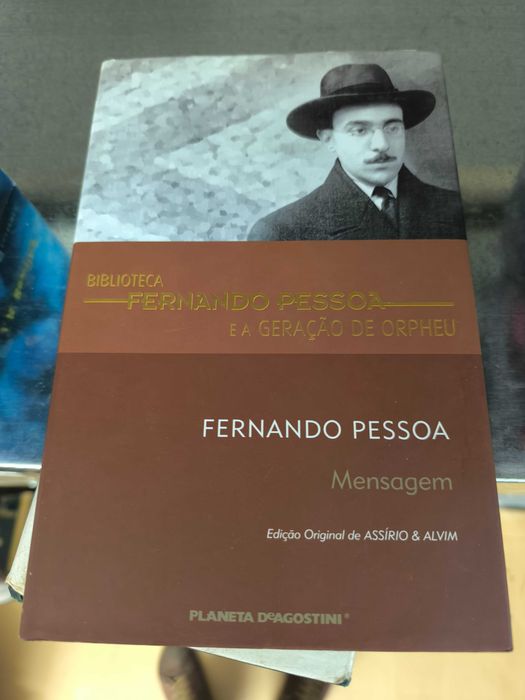 BIBLIOTECA
FERNANDO PESSOA
E A GERAÇÃO DE ORPHEU
FERNANDO PESSOA
Mensagem
Edição Original de ASSÍRIO & ALVIM
PLANETA DeAGOSTINI®